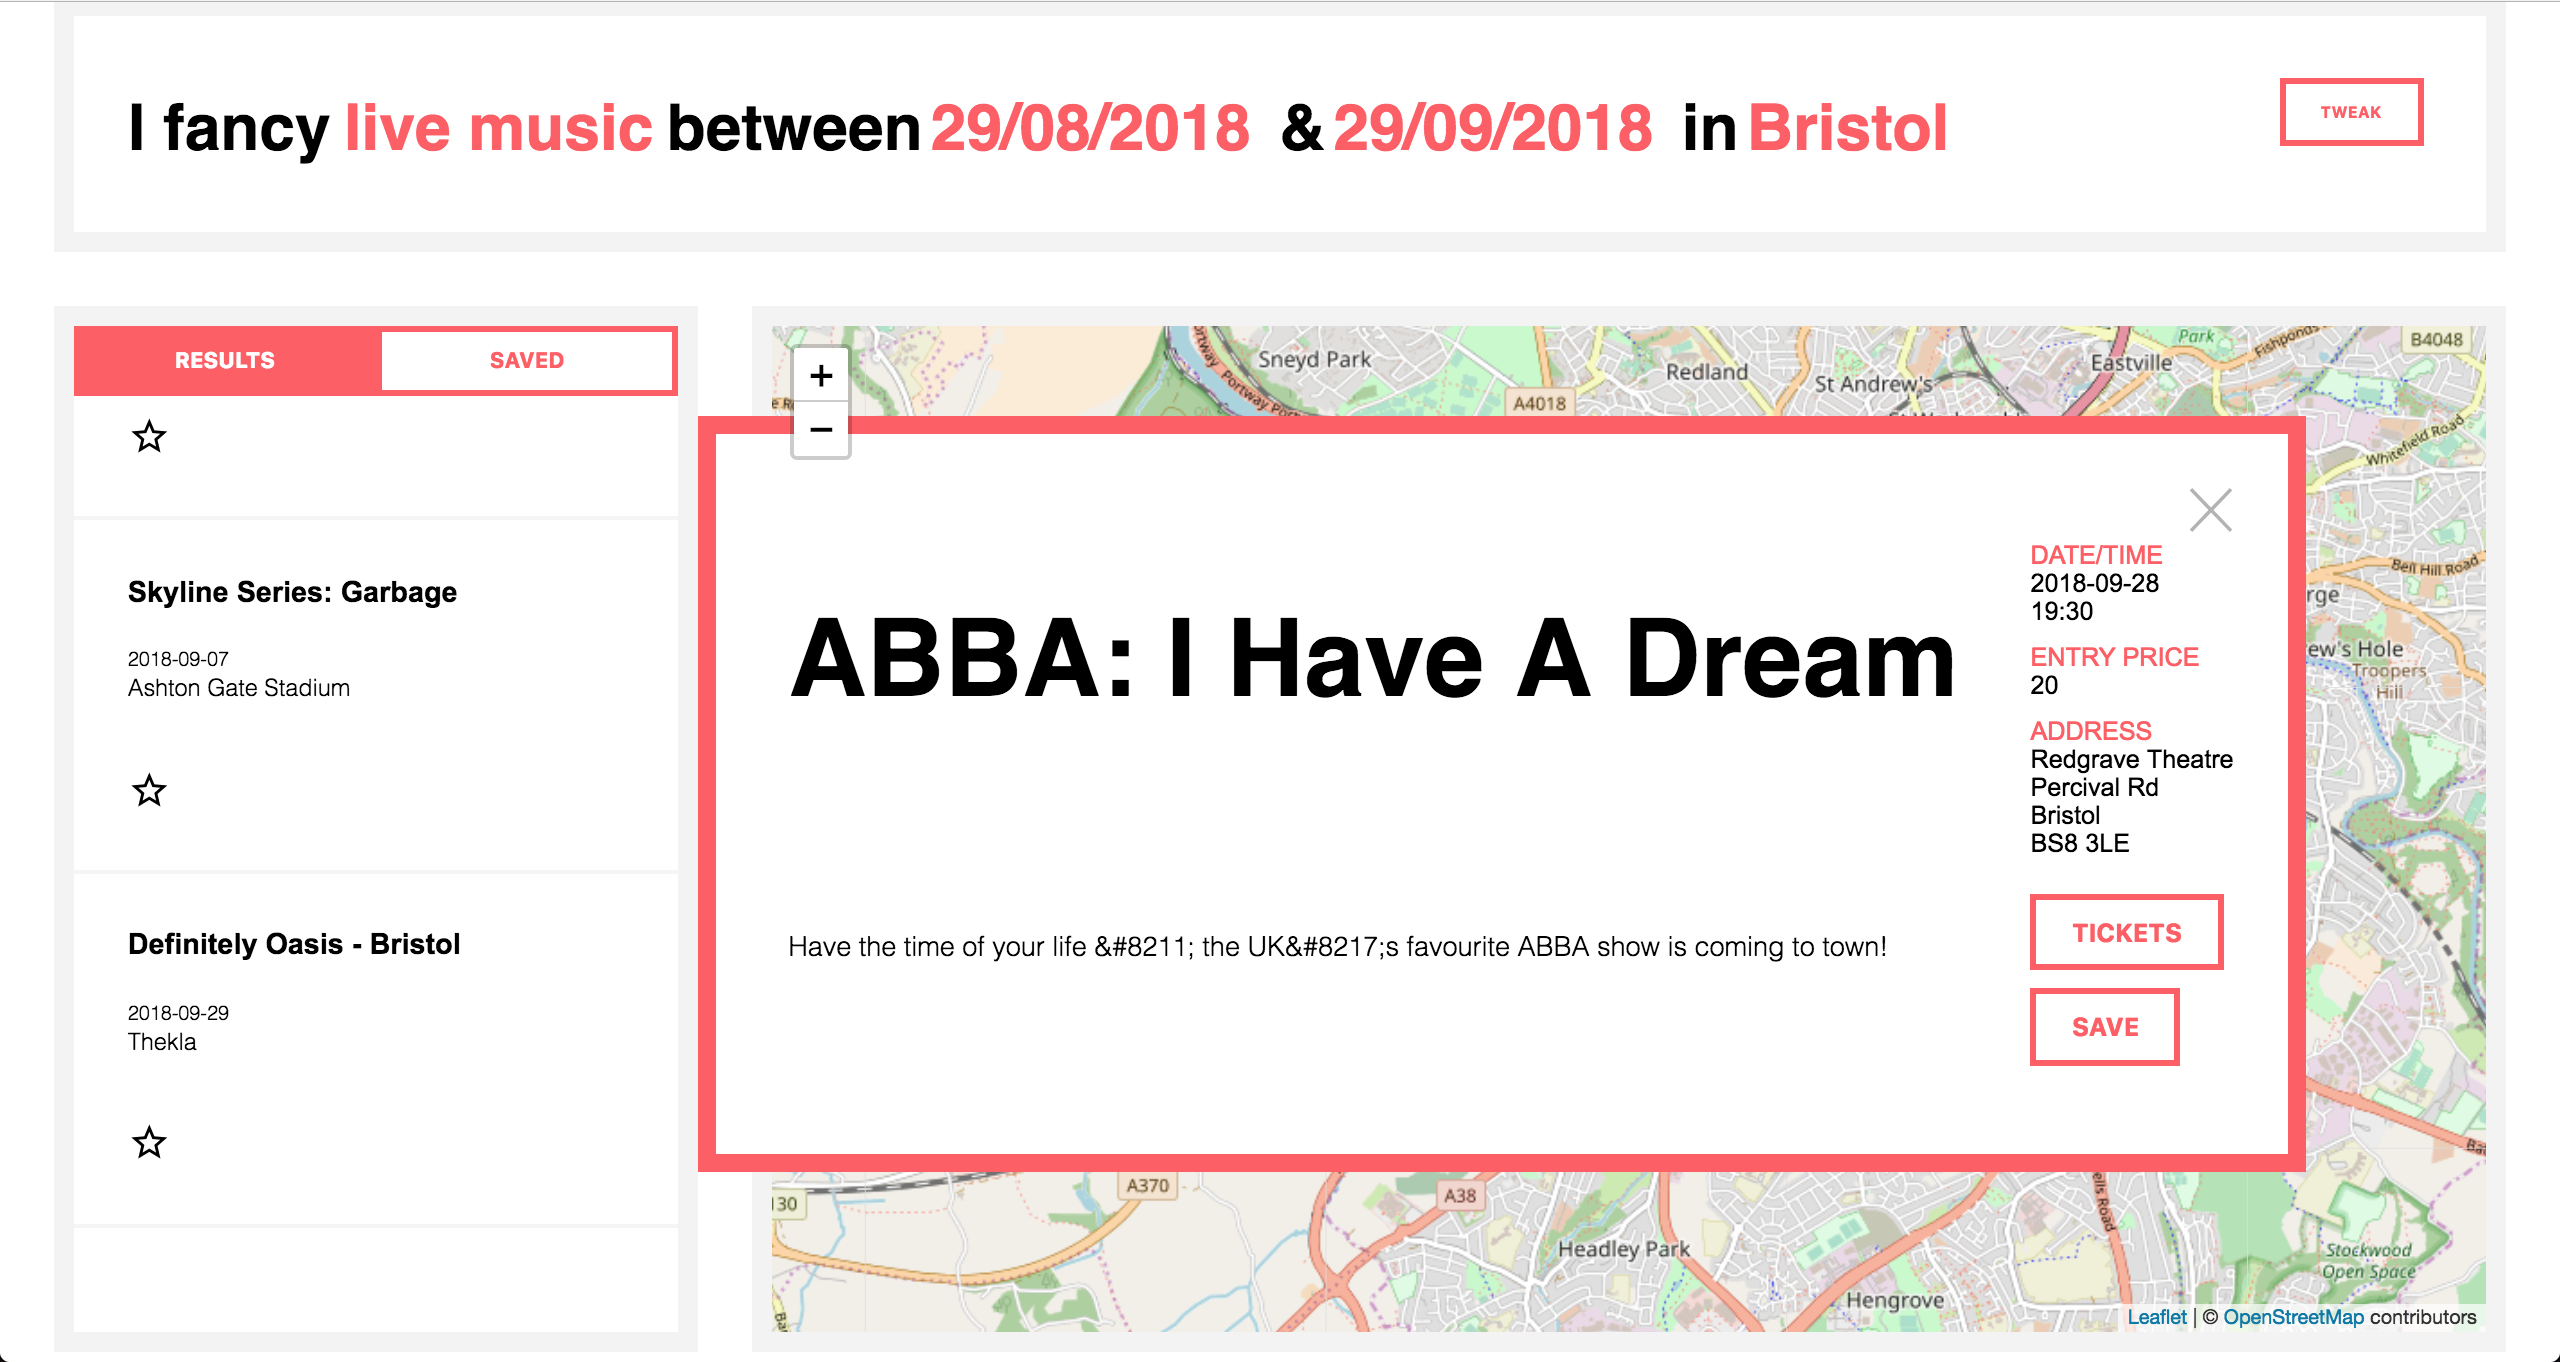 I fancy live music between 29/08/2018 & 29/09/2018 in Bristol
TWEAK
RESULTS
SAVED
Skyline Series: Garbage
2018-09-07
Ashton Gate Stadium
Definitely Oasis - Bristol
2018-09-29
Thekla
+
−
ABBA: I Have A Dream
Have the time of your life &#8211; the UK&#8217;s favourite ABBA show is coming to town!
DATE/TIME
2018-09-28
19:30
ENTRY PRICE
20
ADDRESS
Redgrave Theatre
Percival Rd
Bristol
BS8 3LE
TICKETS
SAVE
Sneyd Park
Portway
A4018
Redland
St Andrew's
Eastville
Park
B4048
Whitefield Road
Bell Hill Road
rge
ew's Hole
Troopers
Hill
130
A370
A38
Headley Park
Hengrove
ells Road
Stockwood
Open Space
Leaflet | © OpenStreetMap contributors